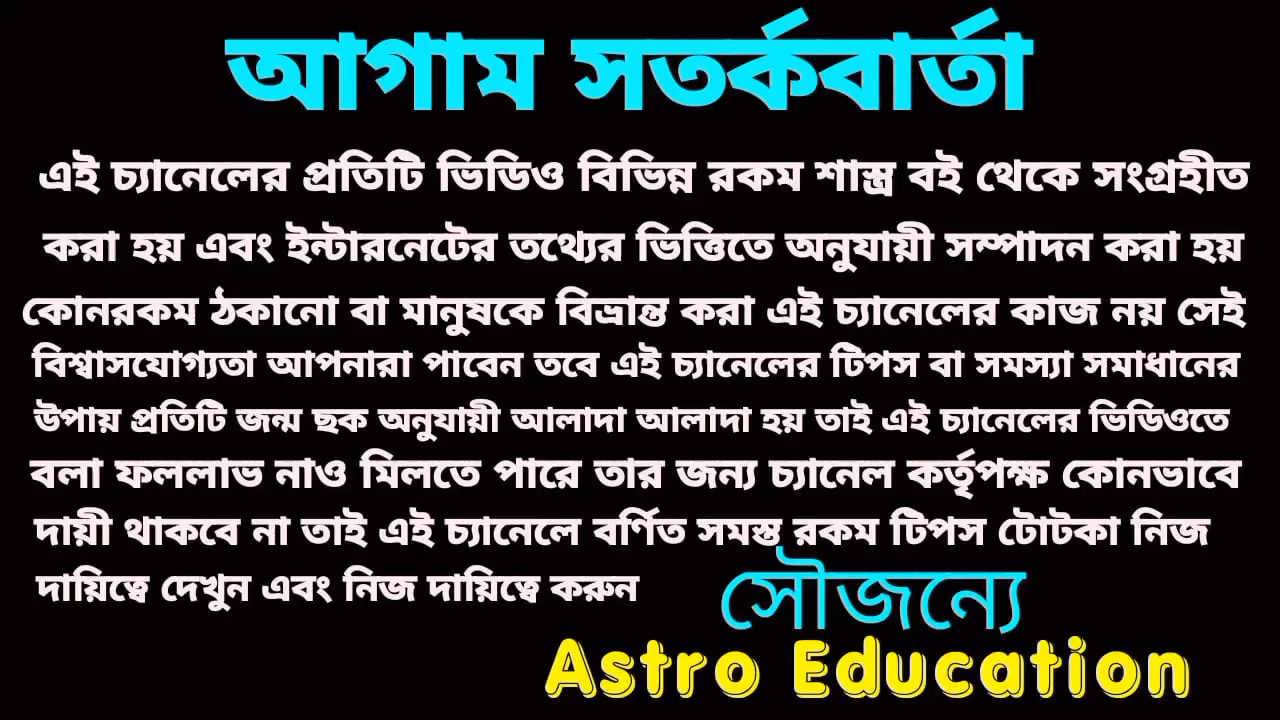 আগাম সতর্কবার্তা
এই চ্যানেলের প্রতিটি ভিডিও বিভিন্ন রকম শাস্ত্র বই থেকে সংগ্রহীত
করা হয় এবং ইন্টারনেটের তথ্যের ভিত্তিতে অনুযায়ী সম্পাদন করা হয়
কোনরকম ঠকানো বা মানুষকে বিভ্রান্ত করা এই চ্যানেলের কাজ নয় সেই
বিশ্বাসযোগ্যতা আপনারা পাবেন তবে এই চ্যানেলের টিপস বা সমস্যা সমাধানের
উপায় প্রতিটি জন্ম ছক অনুযায়ী আলাদা আলাদা হয় তাই এই চ্যানেলের ভিডিওতে
বলা ফললাভ নাও মিলতে পারে তার জন্য চ্যানেল কর্তৃপক্ষ কোনভাবে
দায়ী থাকবে না তাই এই চ্যানেলে বর্ণিত সমস্ত রকম টিপস টোটকা নিজ
দায়িত্বে দেখুন এবং নিজ দায়িত্বে করুন
সৌজন্যে
Astro Education